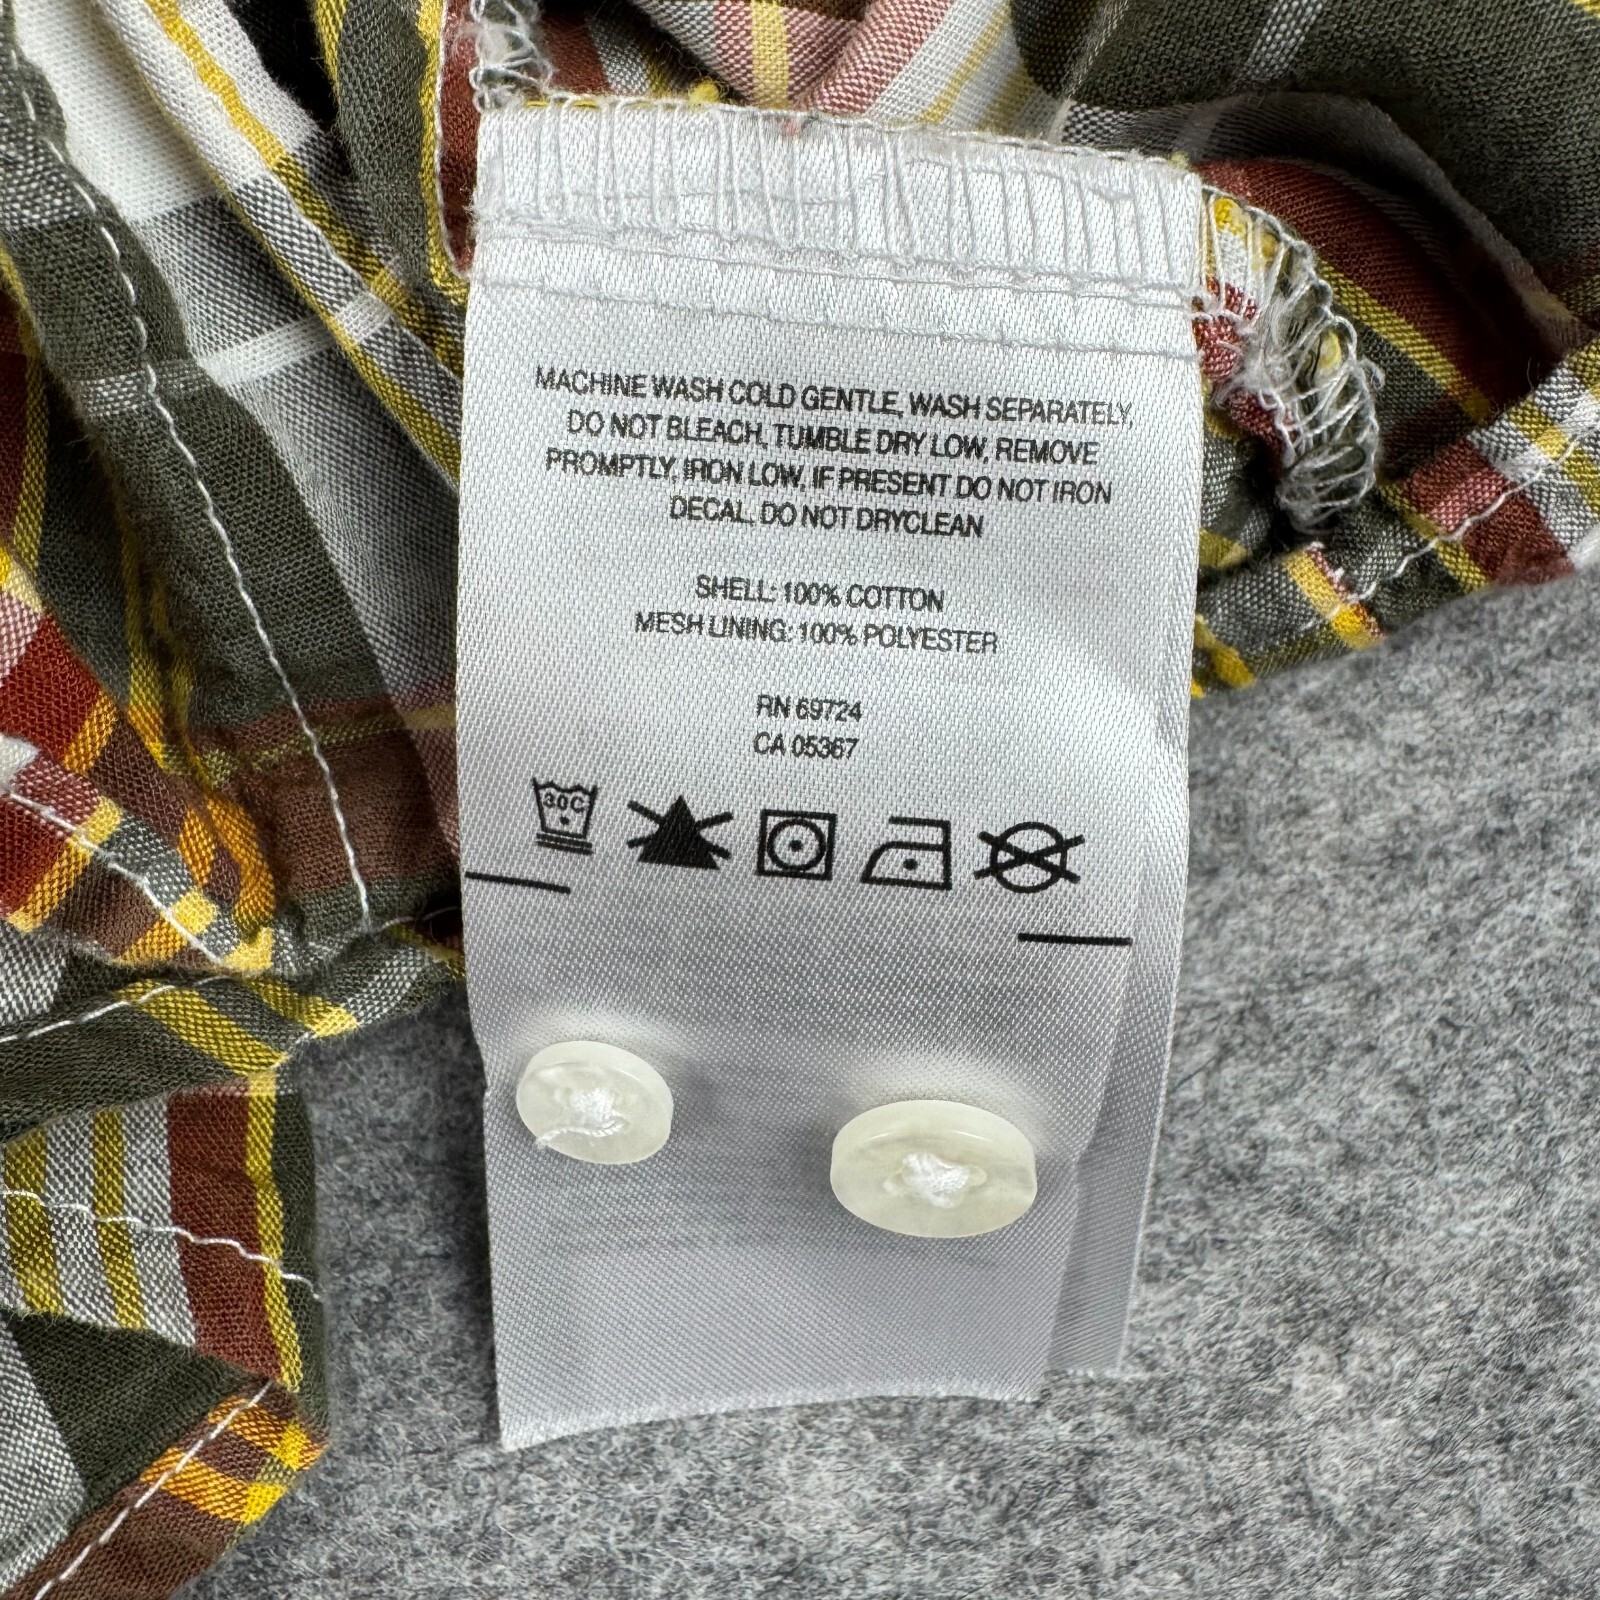 MACHINE WASH COLD GENTLE, WASH SEPARATELY,
DO NOT BLEACH, TUMBLE DRY LOW, REMOVE
PROMPTLY, IRON LOW, IF PRESENT DO NOT IRON
DECAL, DO NOT DRYCLEAN
SHELL: 100% COTTON
MESH LINING: 100% POLYESTER
RN 69724
CA 05367
30C